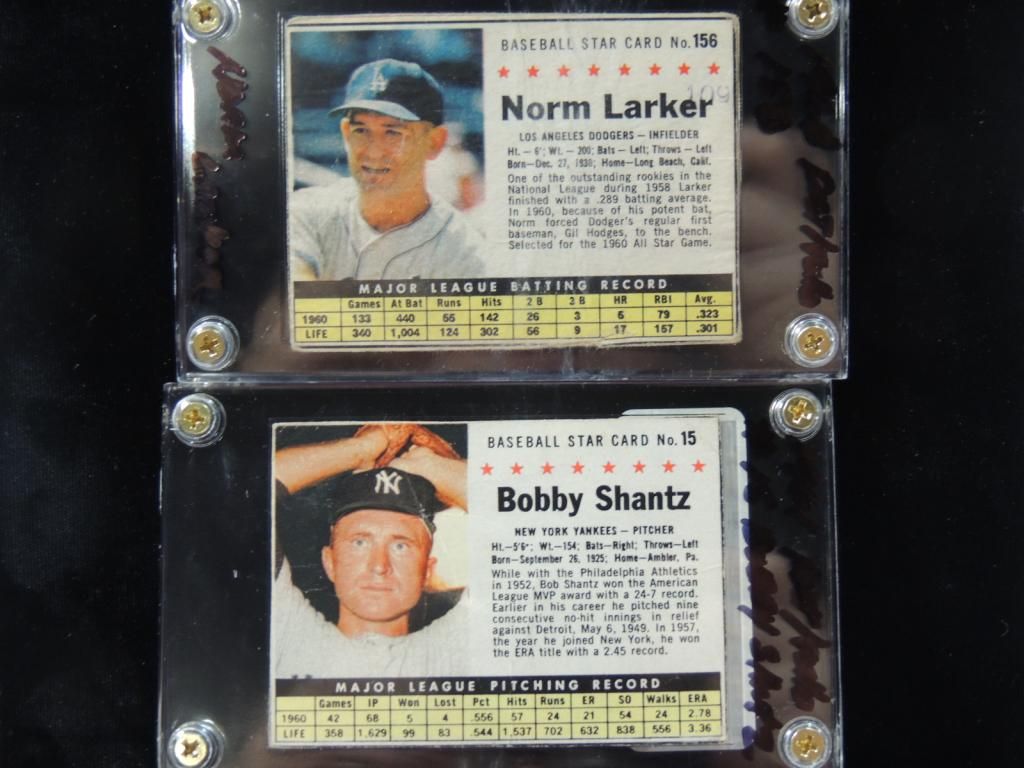 BASEBALL STAR CARD No. 156
109
Norm Larker
LOS ANGELES DODGERS — INFIELDER
Ht. — 6'; Wt. — 200; Bats — Left; Throws — Left
Born—Dec. 27, 1930; Home—Long Beach, Calif.
One of the outstanding rookies in the
National League during 1958 Larker
finished with a .289 batting average.
In 1960, because of his potent bat,
Norm forced Dodger's regular first
baseman, Gil Hodges, to the bench.
Selected for the 1960 All Star Game.
LA
MAJOR LEAGUE BATTING RECORD
Games At Bat Runs Hits 2 B 3 B HR RBI Avg.
1960 133 440 55 142 26 3 5 79 .323
LIFE 340 1,004 124 302 56 9 17 157 .301
BASEBALL STAR CARD No. 15
Bobby Shantz
NEW YORK YANKEES — PITCHER
Ht.—5'6"; Wt.—154; Bats—Right; Throws—Left
Born—September 26, 1925; Home—Ambler, Pa.
While with the Philadelphia Athletics
in 1952, Bob Shantz won the American
League MVP award with a 24-7 record.
Earlier in his career he pitched nine
consecutive no-hit innings in relief
against Detroit, May 6, 1949. In 1957,
the year he joined New York, he won
the ERA title with a 2.45 record.
NY
MAJOR LEAGUE PITCHING RECORD
Games IP Won Lost Pct Hits Runs ER SO Walks ERA
1960 42 68 5 4 .556 57 24 21 54 24 2.78
LIFE 358 1,629 99 83 .544 1,537 702 632 838 556 3.36